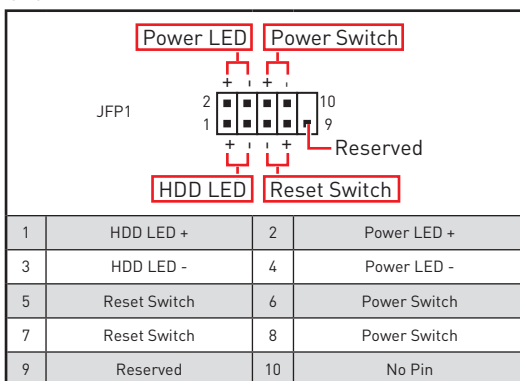 Power LED Power Switch
+ - + -
2 10
JFP1
1 9
+ - - +
Reserved
HDD LED Reset Switch
1 HDD LED + 2 Power LED +
3 HDD LED - 4 Power LED -
5 Reset Switch 6 Power Switch
7 Reset Switch 8 Power Switch
9 Reserved 10 No Pin